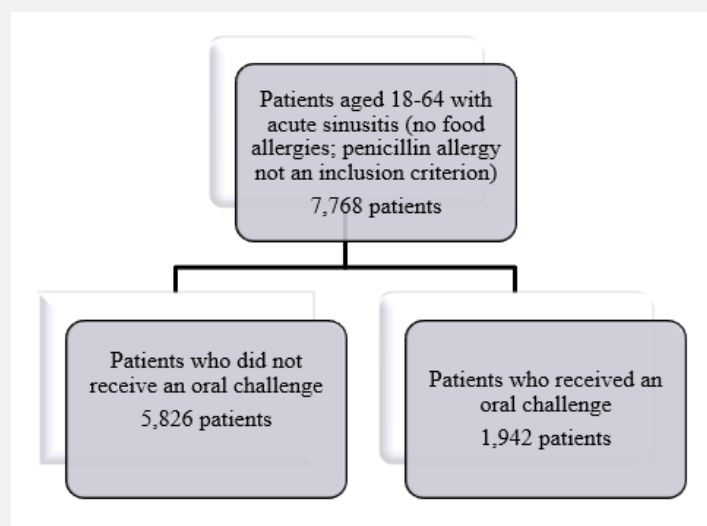 Patients aged 18-64 with
acute sinusitis (no food
allergies; penicillin allergy
not an inclusion criterion)
7,768 patients
Patients who did not
receive an oral challenge
5,826 patients
Patients who received an
oral challenge
1,942 patients